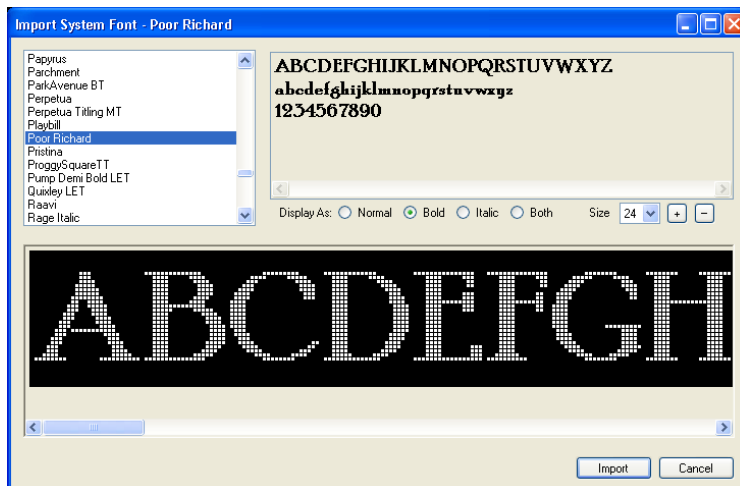 Import System Font - Poor Richard
Papyrus
Parchment
ParkAvenue BT
Perpetua
Perpetua Titling MT
Playbill
Poor Richard
Pristina
ProggySquareTT
Pump Demi Bold LET
Quixley LET
Raavi
Rage Italic
ABCDEFGHIJKLMNOPQRSTUVWXYZ
abcdefghijklmnopqrstuvwxyz
1234567890
Display As: Normal Bold Italic Both Size 24 + -
ABCDEFGH
Import Cancel